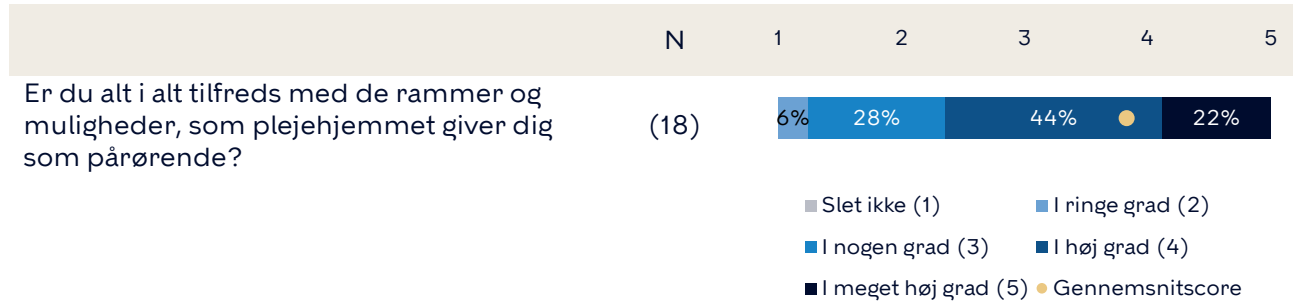 N 1 2 3 4 5
Er du alt i alt tilfreds med de rammer og
muligheder, som plejehjemmet giver dig
som pårørende?
(18)
6% 28% 44% 22%
Slet ikke (1) I ringe grad (2)
I nogen grad (3) I høj grad (4)
I meget høj grad (5) Gennemsnitscore